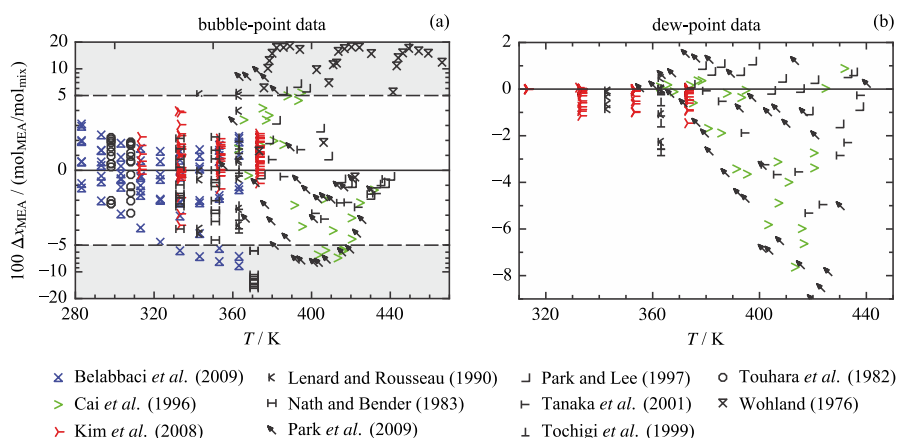 bubble-point data (a)
dew-point data (b)
100 Δx_MEA / (mol_MEA/mol_mix)
20
10
5
0
−5
−10
−20
280 320 360 400 440
T / K
2
0
−2
−4
−6
−8
320 360 400 440
T / K
Belabbaci et al. (2009) Lenard and Rousseau (1990) Park and Lee (1997) Touhara et al. (1982)
Cai et al. (1996) Nath and Bender (1983) Tanaka et al. (2001) Wohland (1976)
Kim et al. (2008) Park et al. (2009) Tochigi et al. (1999)